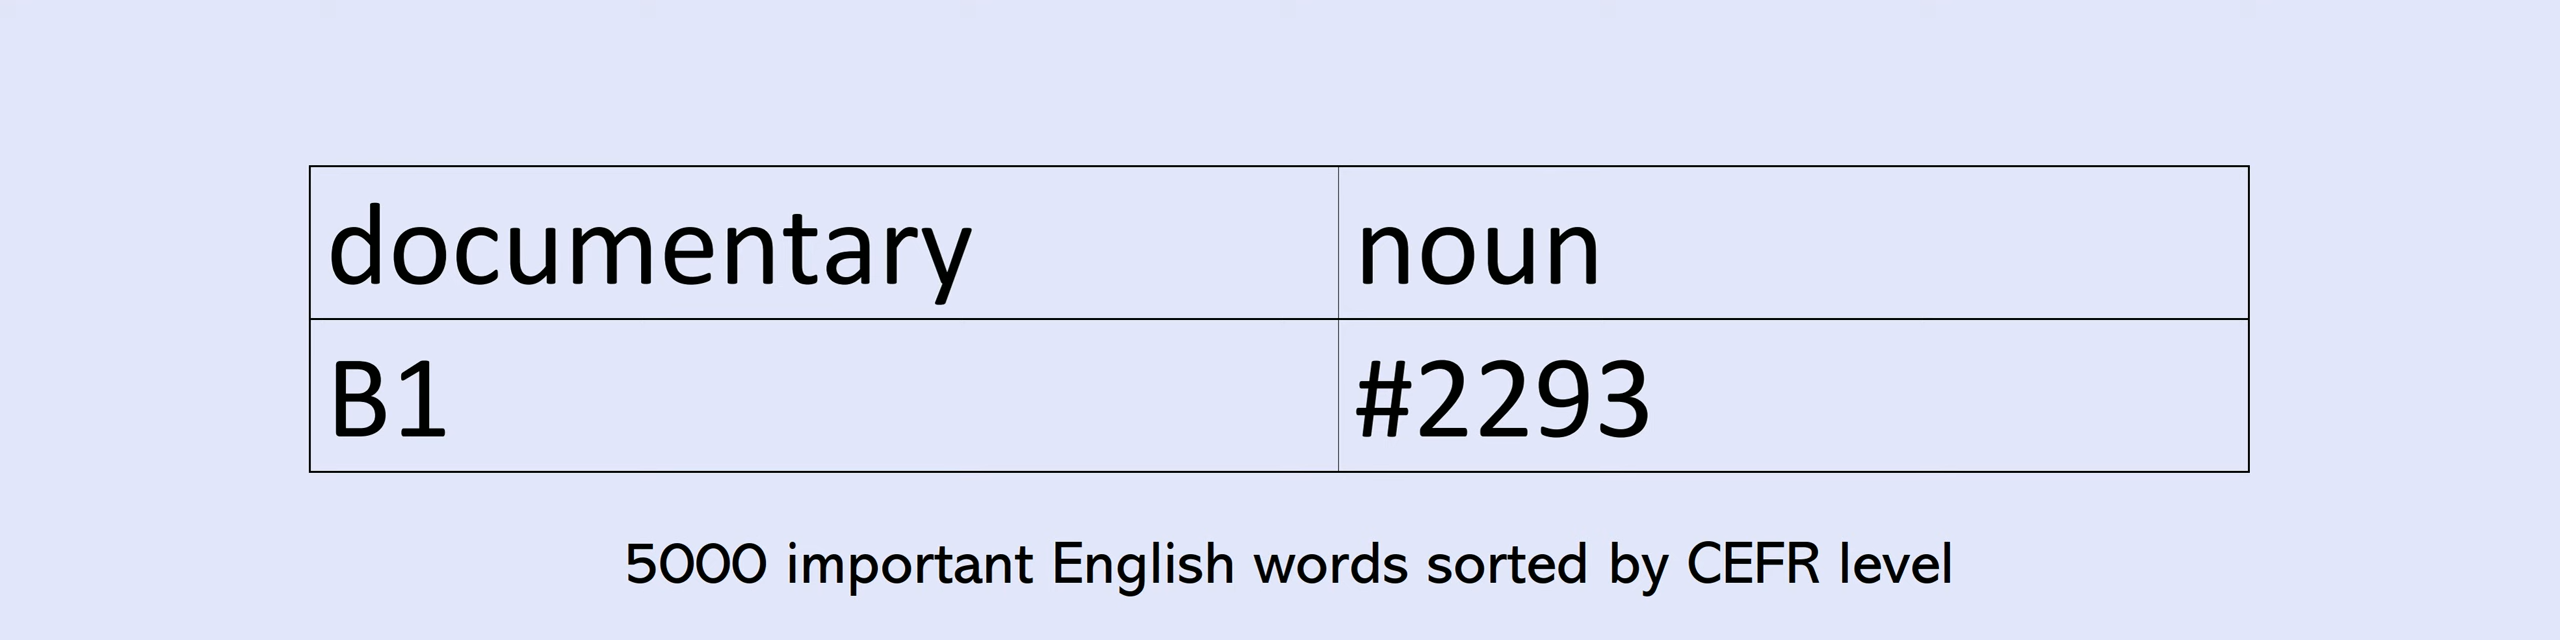 documentary noun
B1 #2293
5000 important English words sorted by CEFR level